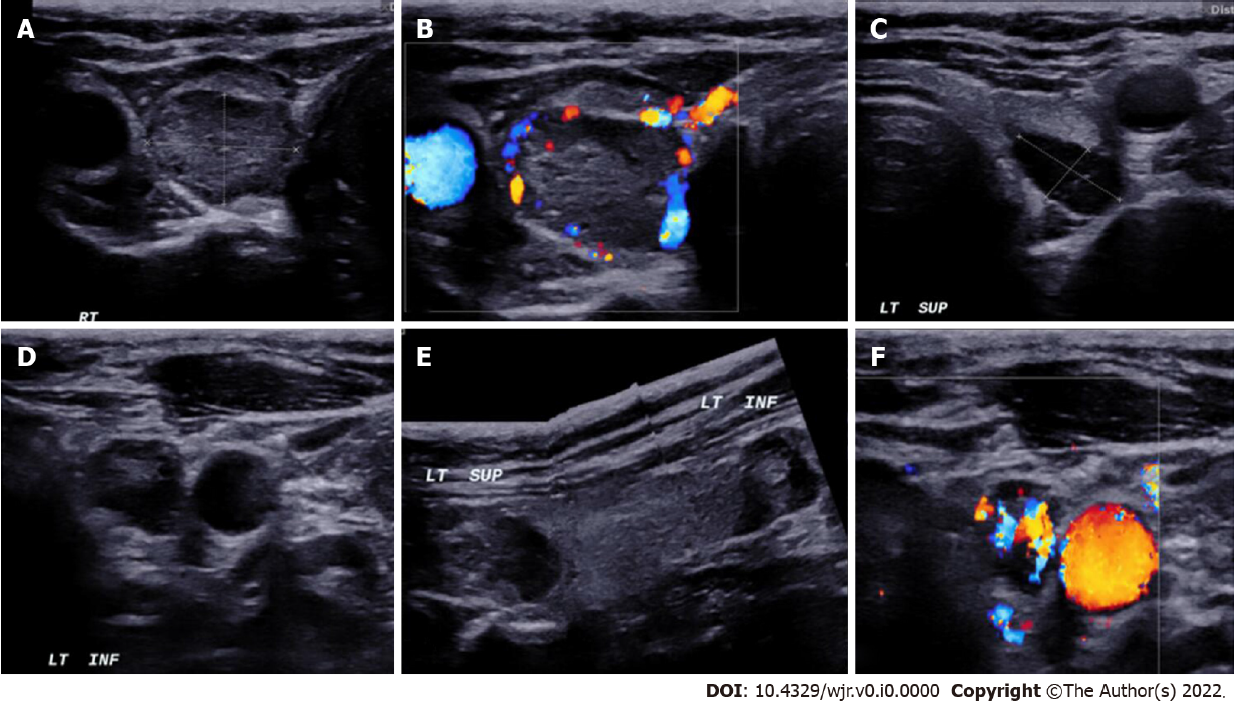 A
B
C
Dist
RT
LT SUP
D
E
F
LT INF
LT SUP
LT INF
DOI: 10.4329/wjr.v0.i0.0000 Copyright ©The Author(s) 2022.